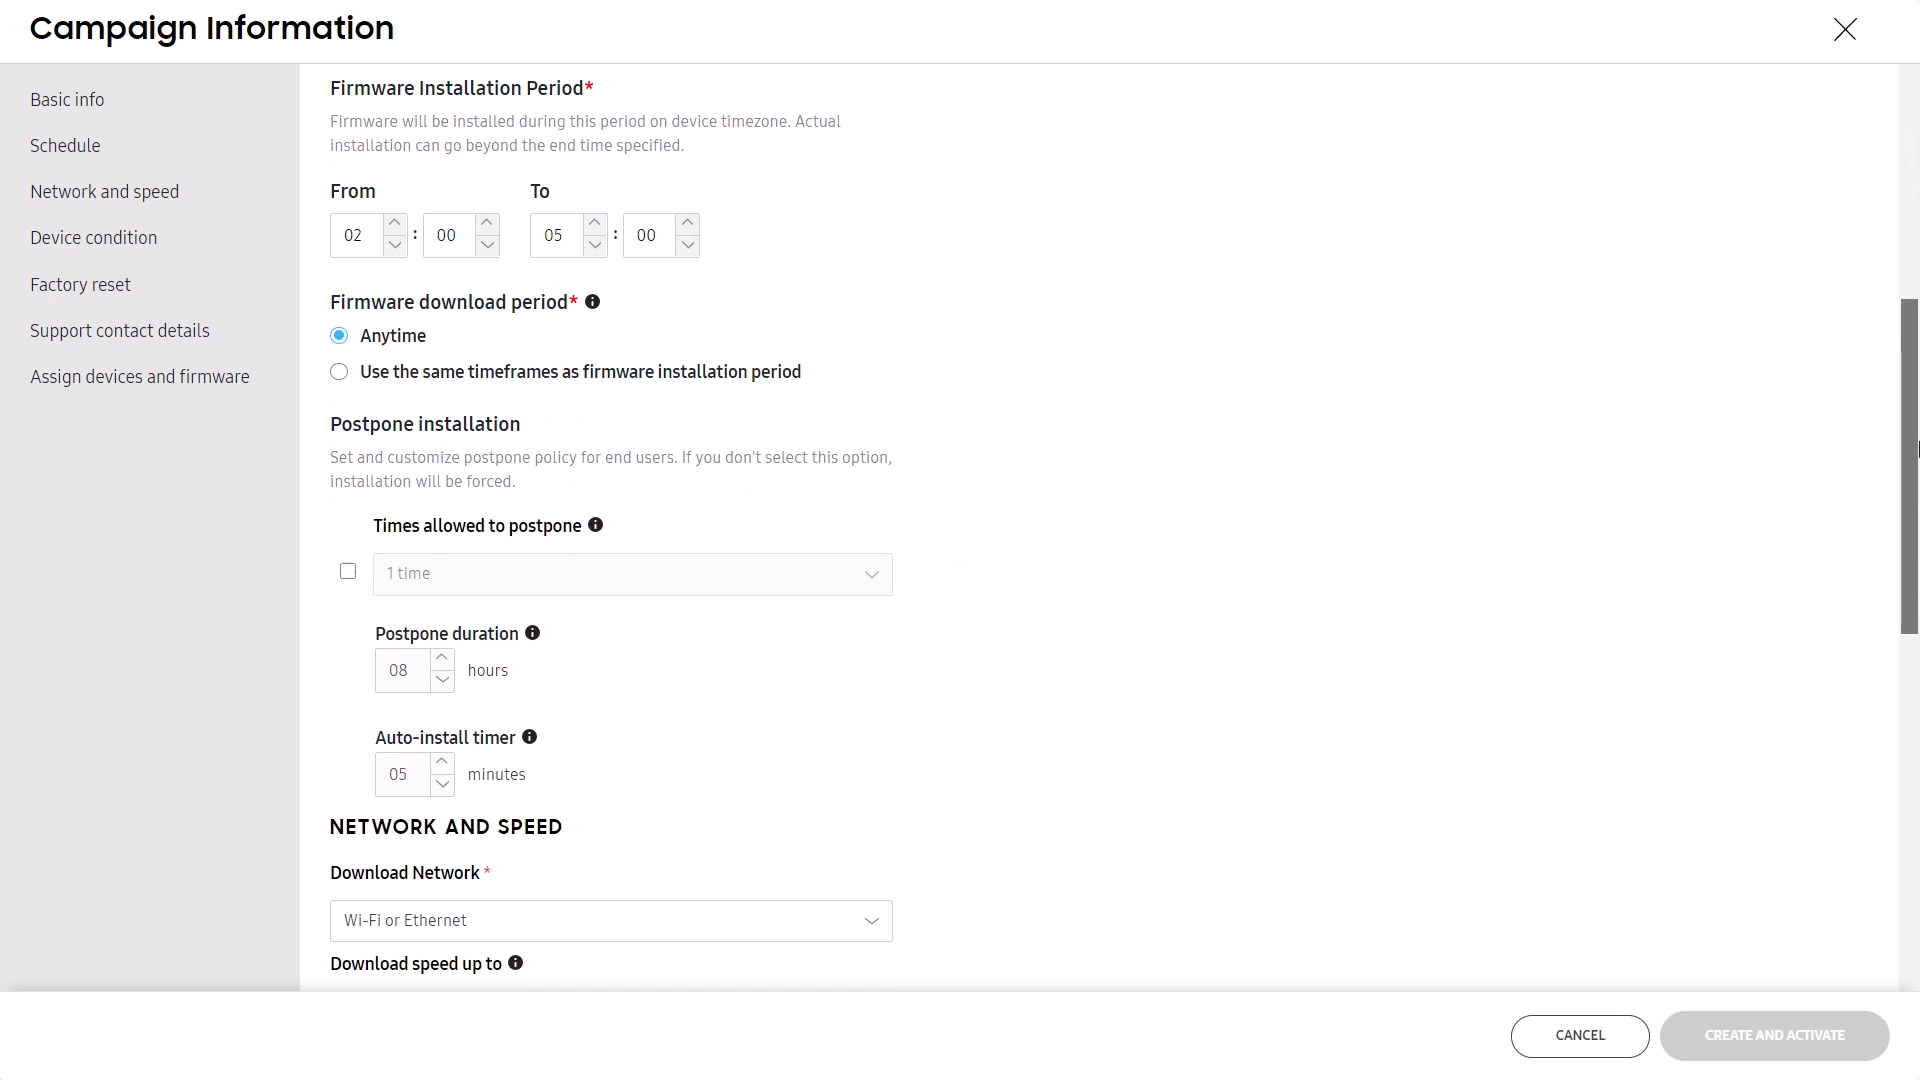 Campaign Information
Basic info
Schedule
Network and speed
Device condition
Factory reset
Support contact details
Assign devices and firmware
Firmware Installation Period*
Firmware will be installed during this period on device timezone. Actual
installation can go beyond the end time specified.
From To
02 : 00 05 : 00
Firmware download period*
Anytime
Use the same timeframes as firmware installation period
Postpone installation
Set and customize postpone policy for end users. If you don't select this option,
installation will be forced.
Times allowed to postpone
1 time
Postpone duration
08 hours
Auto-install timer
05 minutes
NETWORK AND SPEED
Download Network *
Wi-Fi or Ethernet
Download speed up to
CANCEL CREATE AND ACTIVATE